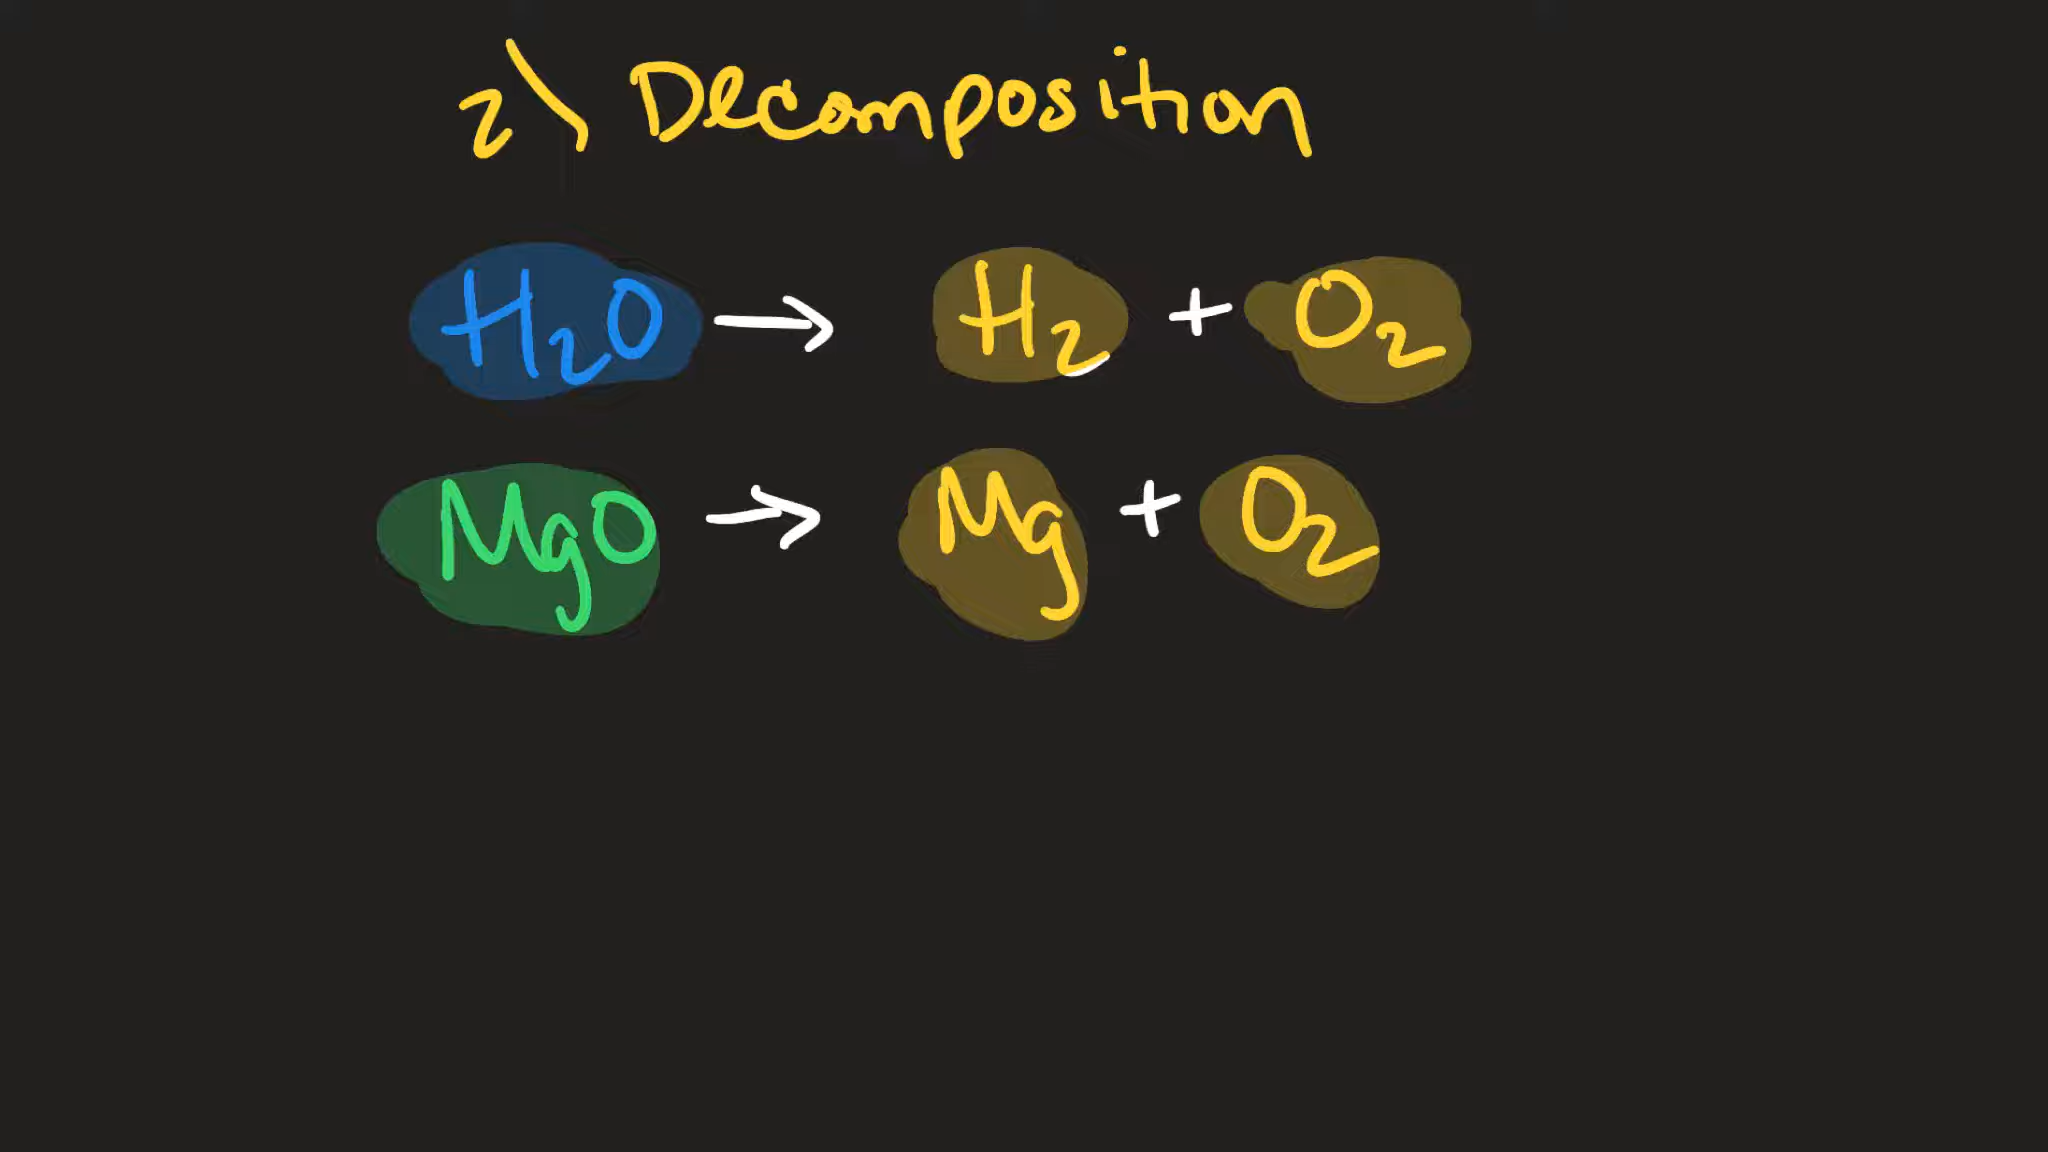 2) Decomposition
H₂O → H₂ + O₂
MgO → Mg + O₂